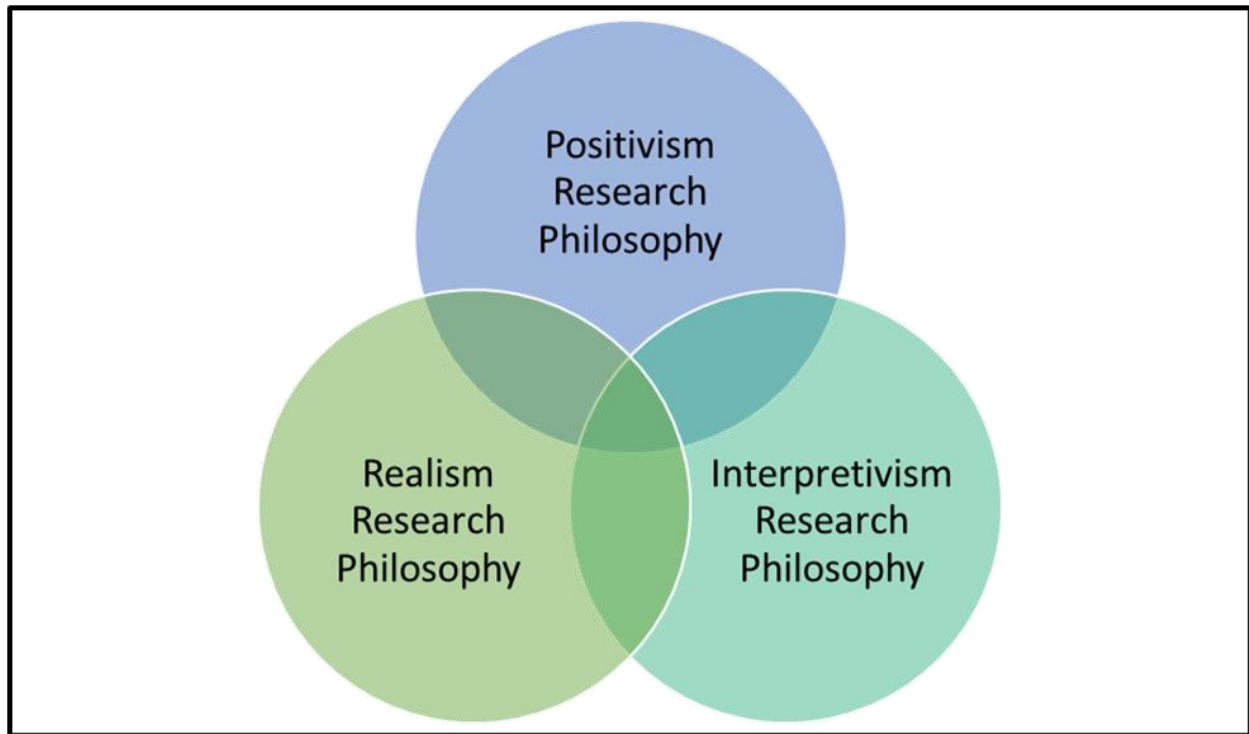 Positivism
Research
Philosophy
Realism
Research
Philosophy
Interpretivism
Research
Philosophy